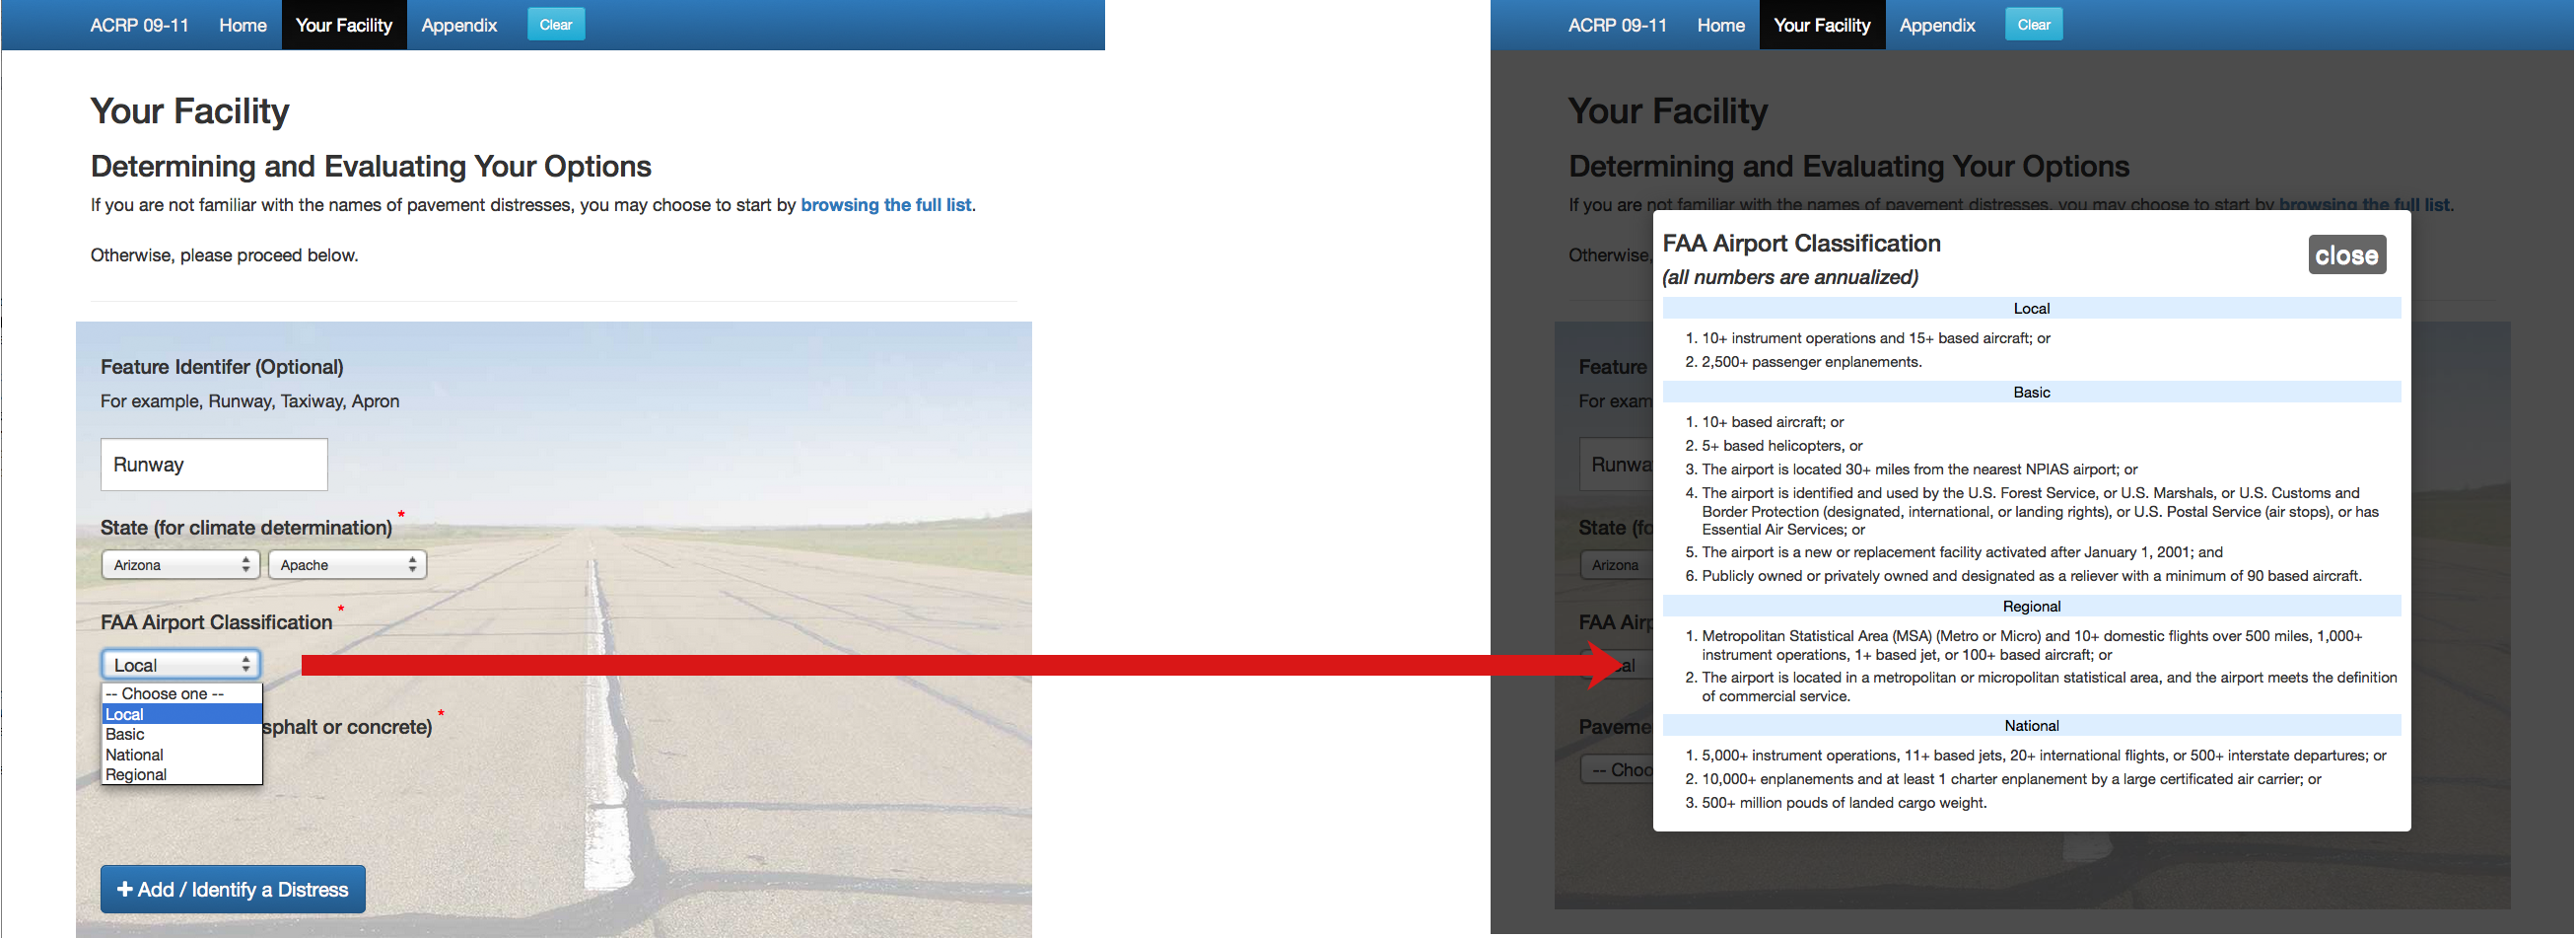 ACRP 09-11 Home Your Facility Appendix Clear
Your Facility
Determining and Evaluating Your Options
If you are not familiar with the names of pavement distresses, you may choose to start by browsing the full list.
Otherwise, please proceed below.
Feature Identifer (Optional)
For example, Runway, Taxiway, Apron
Runway
State (for climate determination) *
Arizona Apache
FAA Airport Classification *
Local
-- Choose one --
Local
sphalt or concrete) *
Basic
National
Regional
+ Add / Identify a Distress
ACRP 09-11 Home Your Facility Appendix Clear
Your Facility
Determining and Evaluating Your Options
If you are not familiar with the names of pavement distresses, you may choose to start by browsing the full list.
Otherwise,
Feature
For exam
Runwa
State (fo
Arizona
FAA Airp
cal
Paveme
-- Choo
FAA Airport Classification
close
(all numbers are annualized)
Local
1. 10+ instrument operations and 15+ based aircraft; or
2. 2,500+ passenger enplanements.
Basic
1. 10+ based aircraft; or
2. 5+ based helicopters, or
3. The airport is located 30+ miles from the nearest NPIAS airport; or
4. The airport is identified and used by the U.S. Forest Service, or U.S. Marshals, or U.S. Customs and
Border Protection (designated, international, or landing rights), or U.S. Postal Service (air stops), or has
Essential Air Services; or
5. The airport is a new or replacement facility activated after January 1, 2001; and
6. Publicly owned or privately owned and designated as a reliever with a minimum of 90 based aircraft.
Regional
1. Metropolitan Statistical Area (MSA) (Metro or Micro) and 10+ domestic flights over 500 miles, 1,000+
instrument operations, 1+ based jet, or 100+ based aircraft; or
2. The airport is located in a metropolitan or micropolitan statistical area, and the airport meets the definition
of commercial service.
National
1. 5,000+ instrument operations, 11+ based jets, 20+ international flights, or 500+ interstate departures; or
2. 10,000+ enplanements and at least 1 charter enplanement by a large certificated air carrier; or
3. 500+ million pouds of landed cargo weight.